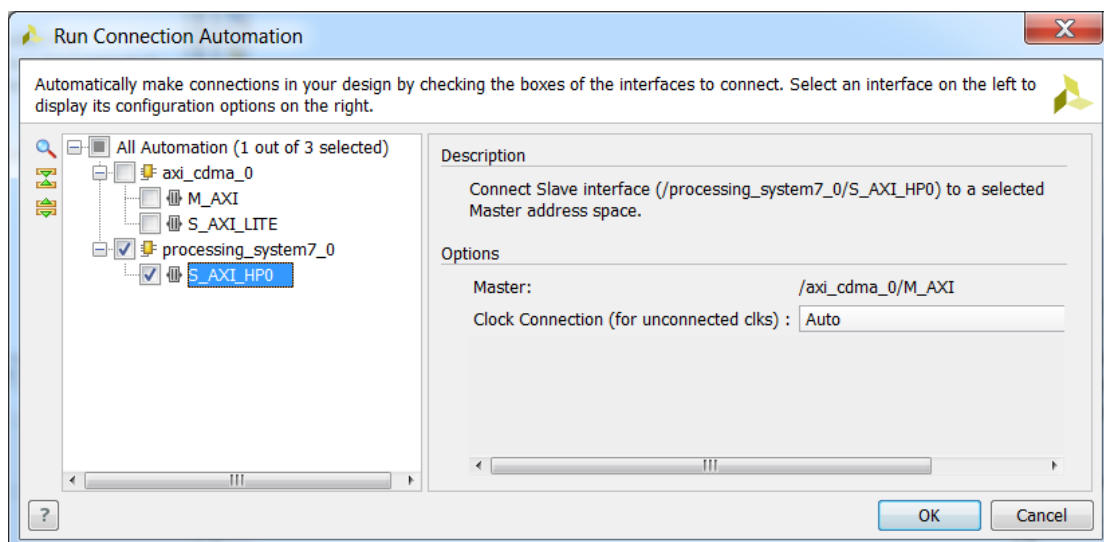 Run Connection Automation
Automatically make connections in your design by checking the boxes of the interfaces to connect. Select an interface on the left to
display its configuration options on the right.
All Automation (1 out of 3 selected)
axi_cdma_0
M_AXI
S_AXI_LITE
processing_system7_0
S_AXI_HP0
Description
Connect Slave interface (/processing_system7_0/S_AXI_HP0) to a selected
Master address space.
Options
Master: /axi_cdma_0/M_AXI
Clock Connection (for unconnected clks) : Auto
?
OK Cancel